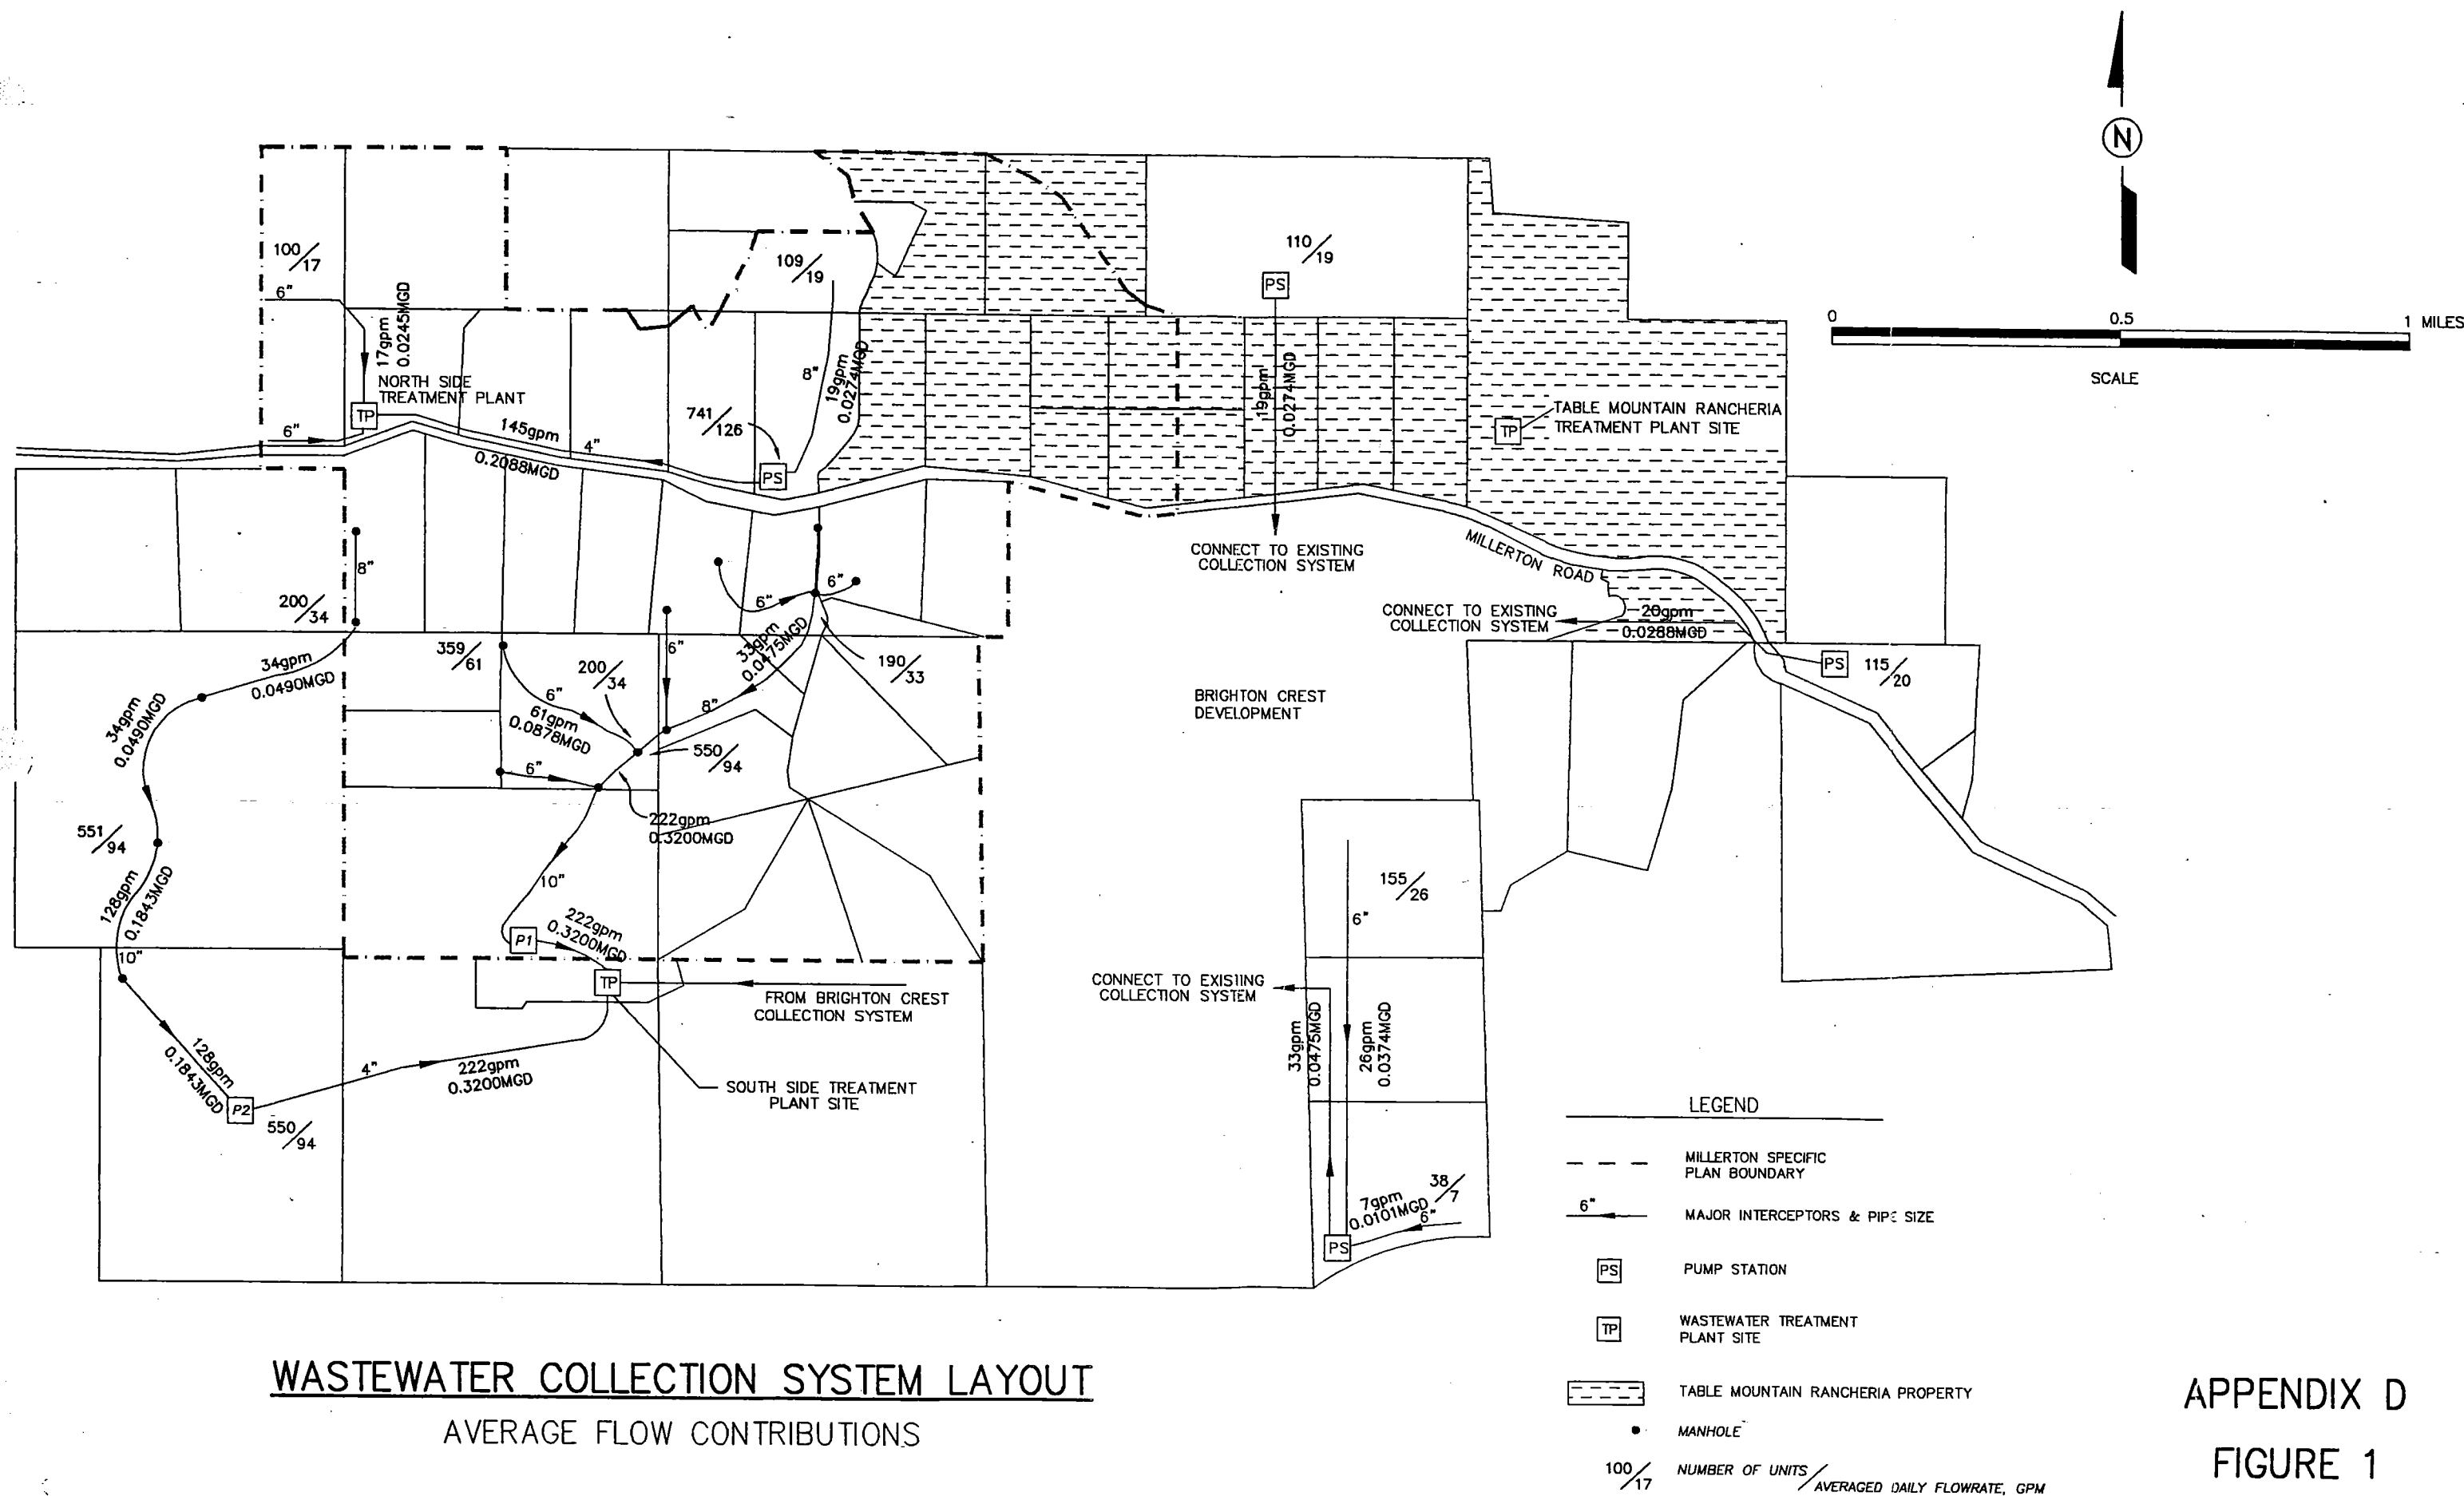 N
0 0.5 1 MILES
SCALE
100/17
6"
17gpm
0.0245MGD
NORTH SIDE
TREATMENT PLANT
TP
6"
145gpm
4"
0.2088MGD
741/126
PS
109/19
8"
19gpm
0.0274MGD
110/19
PS
19gpm
0.0274MGD
CONNECT TO EXISTING
COLLECTION SYSTEM
TABLE MOUNTAIN RANCHERIA
TREATMENT PLANT SITE
TP
MILLERTON ROAD
CONNECT TO EXISTING
COLLECTION SYSTEM
20gpm
0.0288MGD
PS
115/20
8"
200/34
34gpm
0.0490MGD
34gpm
0.0490MGD
551/94
128gpm
0.1843MGD
10"
128gpm
0.1843MGD
P2
550/94
4"
222gpm
0.3200MGD
359/61
6"
61gpm
0.0878MGD
200/34
6"
6"
6"
6"
33gpm
0.0475MGD
8"
190/33
550/94
222gpm
0.3200MGD
10"
P1
222gpm
0.3200MGD
TP
FROM BRIGHTON CREST
COLLECTION SYSTEM
SOUTH SIDE TREATMENT
PLANT SITE
BRIGHTON CREST
DEVELOPMENT
155/26
6"
CONNECT TO EXISTING
COLLECTION SYSTEM
33gpm
0.0475MGD
26gpm
0.0374MGD
38/7
7gpm
0.0101MGD
6"
PS
LEGEND
MILLERTON SPECIFIC
PLAN BOUNDARY
6"
MAJOR INTERCEPTORS & PIPE SIZE
PS
PUMP STATION
TP
WASTEWATER TREATMENT
PLANT SITE
TABLE MOUNTAIN RANCHERIA PROPERTY
MANHOLE
100/17
NUMBER OF UNITS / AVERAGED DAILY FLOWRATE, GPM
WASTEWATER COLLECTION SYSTEM LAYOUT
AVERAGE FLOW CONTRIBUTIONS
APPENDIX D
FIGURE 1